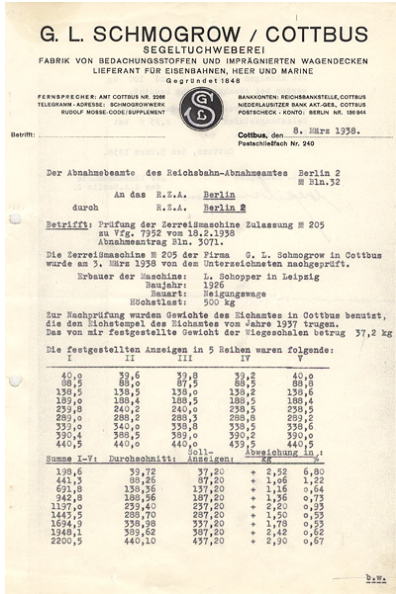 G. L. SCHMOGROW / COTTBUS
SEGELTUCHWEBEREI
FABRIK VON BEDACHUNGSSTOFFEN UND IMPRÄGNIERTEN WAGENDECKEN
LIEFERANT FÜR EISENBAHNEN, HEER UND MARINE
Gegründet 1848
FERNSPRECHER: AMT COTTBUS NR. 2266
TELEGRAMM-ADRESSE: SCHMOGROWWERK
RUDOLF MOSSE-CODE/SUPPLEMENT
GLS
BANKKONTEN: REICHSBANKSTELLE, COTTBUS
NIEDERLAUSITZER BANK AKT.-GES., COTTBUS
POSTSCHECK-KONTO: BERLIN NR. 136944
Betrifft:
Cottbus, den 8. März 1938.
Postschließfach Nr. 240
Der Abnahmebeamte des Reichsbahn-Abnahmeamtes Berlin 2
Bln.32
An das R.Z.A. Berlin
durch R.Z.A. Berlin 2
Betrifft: Prüfung der Zerreismaschine Zulassung M 205
zu Vfg. 7952 vom 18.2.1938
Abnahmeantrag Bln. 3071.
Die Zerreißmaschine M 205 der Firma G. L. Schmogrow in Cottbus
wurde am 3. März 1938 von dem Unterzeichneten nachgeprüft.
Erbauer der Maschine: L. Schopper in Leipzig
Baujahr: 1926
Bauart: Neigungswage
Höchstlast: 500 kg
Zur Nachprüfung wurden Gewichte des Eichamtes in Cottbus benutzt,
die den Richstempel des Eichamtes vom Jahre 1937 trugen.
Das von mir festgestellte Gewicht der Wiegeschalen betrug 37,2 kg
Die festgestellten Anzeigen in 5 Reihen waren folgende:
I II III IV V
40,0 39,6 39,8 39,2 40,0
88,5 88,0 87,5 88,5 88,8
138,5 138,5 138,0 138,2 138,6
189,0 188,4 188,5 188,5 188,4
239,8 240,2 240,0 238,5 238,5
289,0 288,2 288,3 288,8 289,2
339,0 340,0 338,8 338,5 338,6
390,4 388,5 389,0 390,2 390,0
440,5 440,0 440,0 439,5 440,5
Summe I-V: Durchschnitt: Soll-Anzeigen: Abweichung in:
kg %
198,6 39,72 37,20 + 2,52 6,80
441,3 88,26 87,20 + 1,06 1,22
691,8 138,36 137,20 + 1,16 0,64
942,8 188,56 187,20 + 1,36 0,73
1197,0 239,40 237,20 + 2,20 0,93
1443,5 288,70 287,20 + 1,50 0,53
1694,9 338,98 337,20 + 1,78 0,53
1948,1 389,62 387,20 + 2,42 0,62
2200,5 440,10 437,20 + 2,90 0,67
b.w.